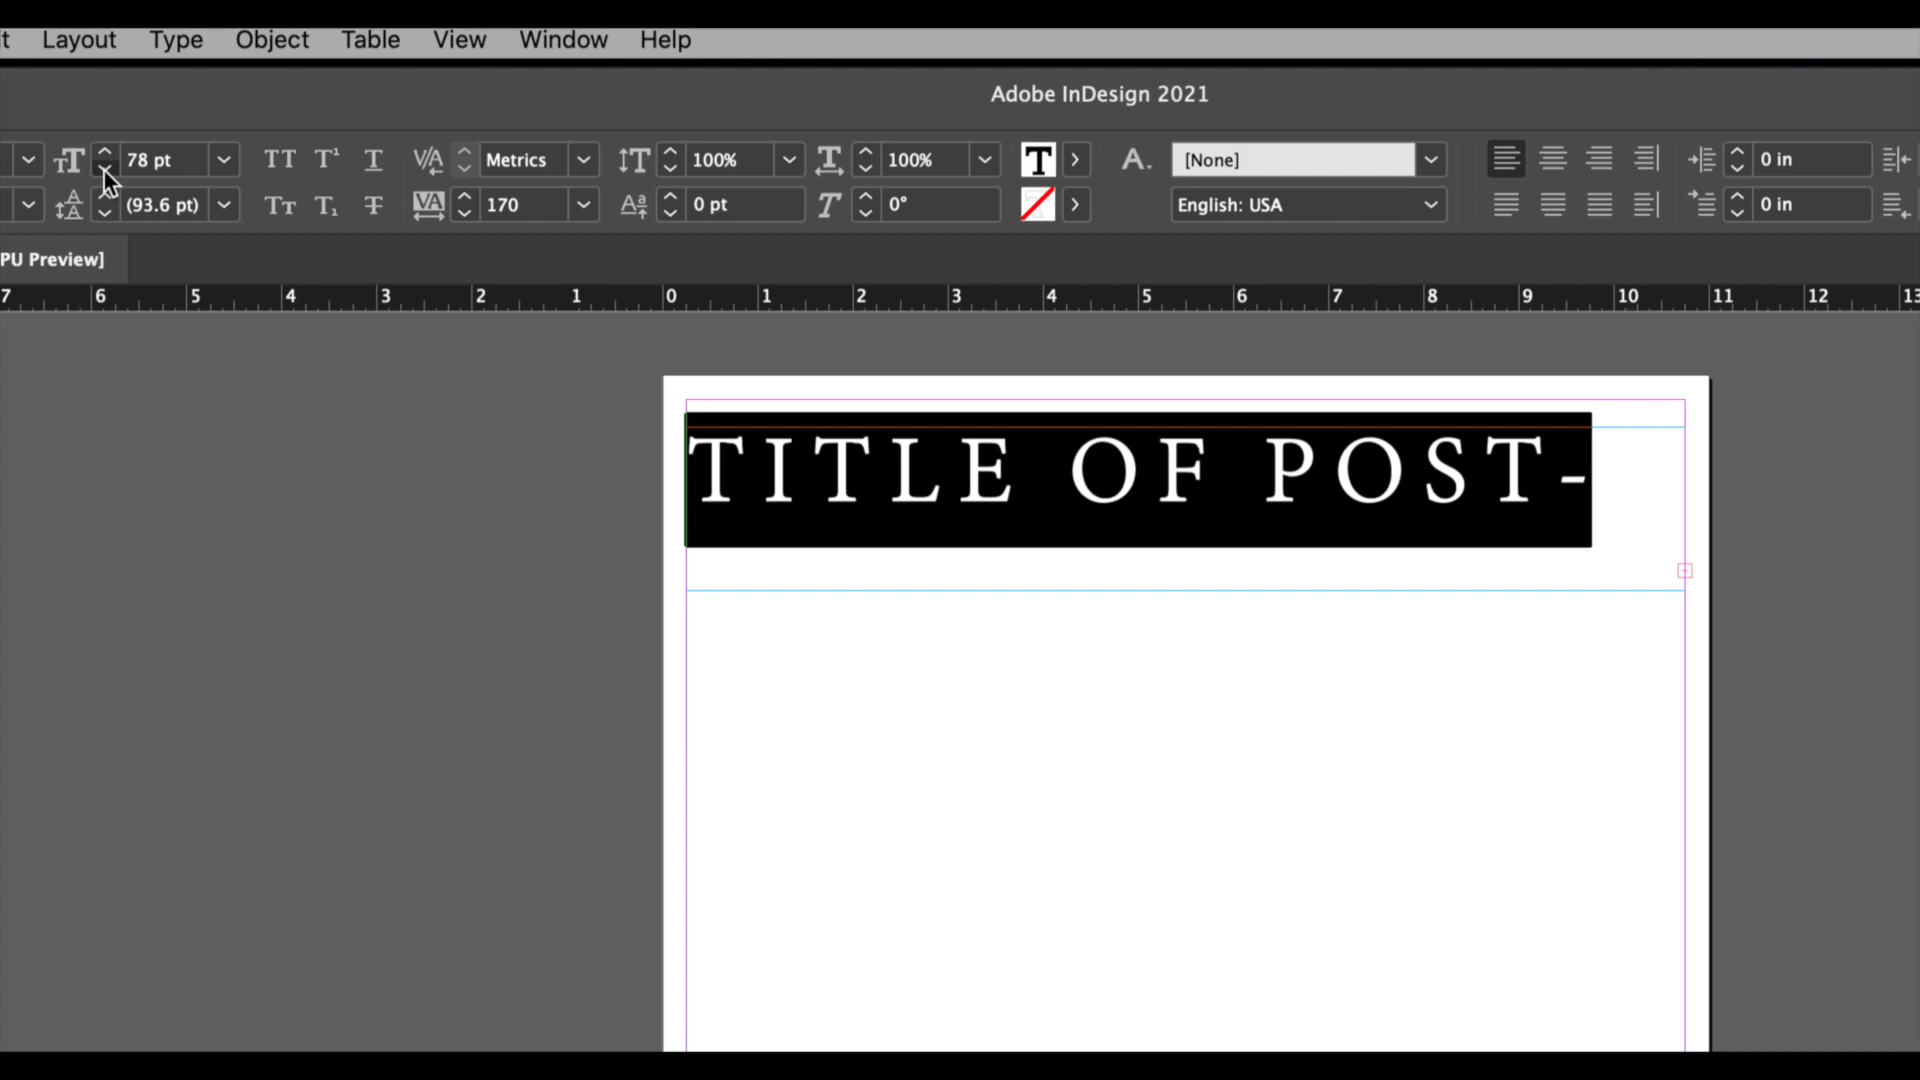 Layout Type Object Table View Window Help
Adobe InDesign 2021
78 pt Metrics 100% 100% [None] 0 in
(93.6 pt) 170 0 pt 0° English: USA 0 in
PU Preview]
7 6 5 4 3 2 1 0 1 2 3 4 5 6 7 8 9 10 11 12 13
TITLE OF POST-